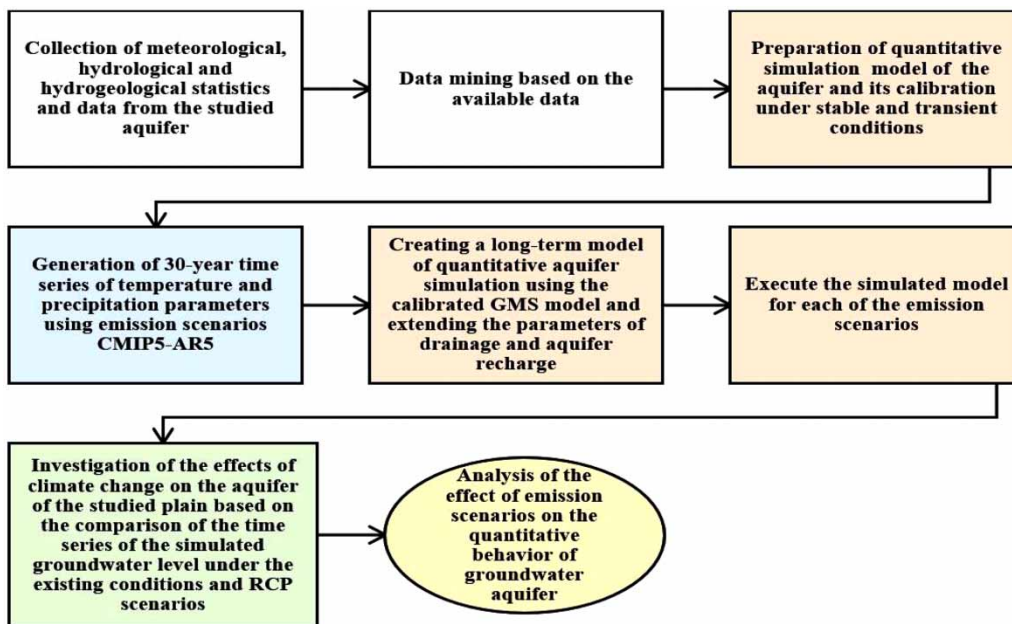 Collection of meteorological,
hydrological and
hydrogeological statistics
and data from the studied
aquifer
Data mining based on the
available data
Preparation of quantitative
simulation model of the
aquifer and its calibration
under stable and transient
conditions
Generation of 30-year time
series of temperature and
precipitation parameters
using emission scenarios
CMIP5-AR5
Creating a long-term model
of quantitative aquifer
simulation using the
calibrated GMS model and
extending the parameters of
drainage and aquifer
recharge
Execute the simulated model
for each of the emission
scenarios
Investigation of the effects of
climate change on the aquifer
of the studied plain based on
the comparison of the time
series of the simulated
groundwater level under the
existing conditions and RCP
scenarios
Analysis of the
effect of emission
scenarios on the
quantitative
behavior of
groundwater
aquifer